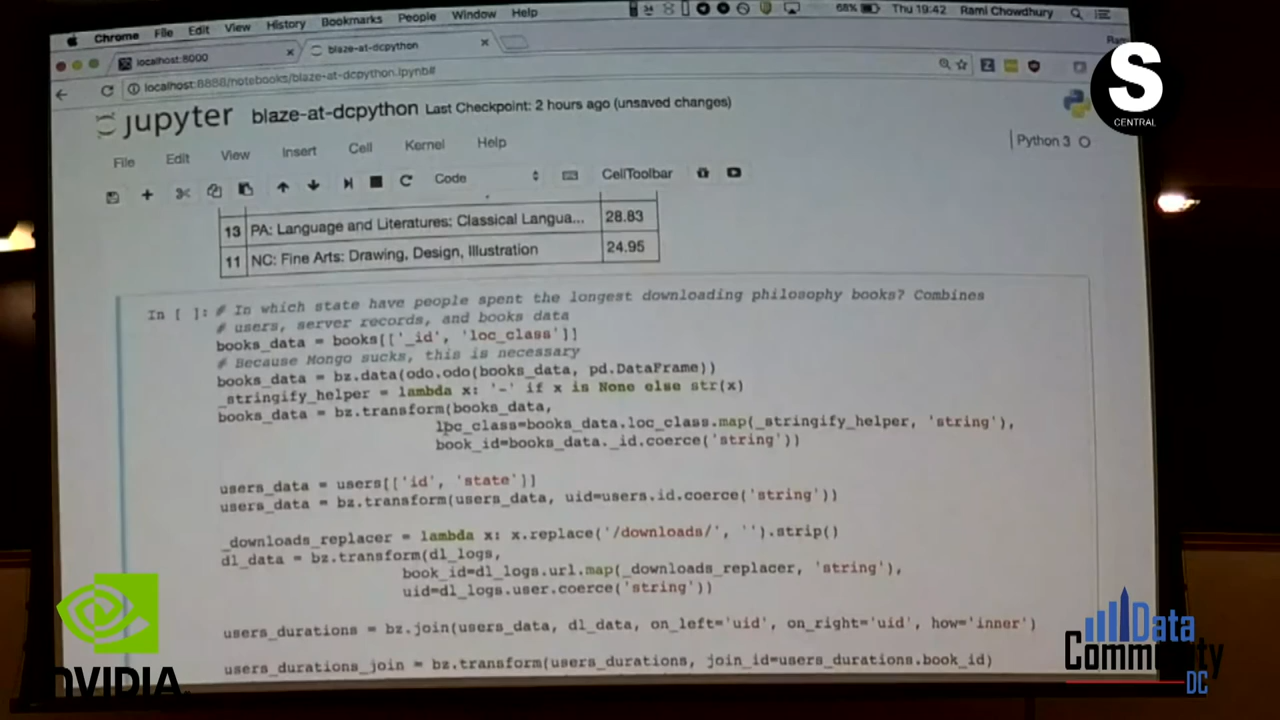 Chrome File Edit View History Bookmarks People Window Help 68% Thu 19:42 Rami Chowdhury
localhost:8000 blaze-at-dcpython
localhost:8888/notebooks/blaze-at-dcpython.ipynb#
S
CENTRAL
jupyter blaze-at-dcpython Last Checkpoint: 2 hours ago (unsaved changes)
File Edit View Insert Cell Kernel Help Python 3
Code CellToolbar
13 PA: Language and Literatures: Classical Langua... 28.83
11 NC: Fine Arts: Drawing, Design, Illustration 24.95
In [ ]: # In which state have people spent the longest downloading philosophy books? Combines
# users, server records, and books data
books_data = books[['_id', 'loc_class']]
# Because Mongo sucks, this is necessary
books_data = bz.data(odo.odo(books_data, pd.DataFrame))
_stringify_helper = lambda x: '-' if x is None else str(x)
books_data = bz.transform(books_data,
loc_class=books_data.loc_class.map(_stringify_helper, 'string'),
book_id=books_data._id.coerce('string'))
users_data = users[['id', 'state']]
users_data = bz.transform(users_data, uid=users.id.coerce('string'))
_downloads_replacer = lambda x: x.replace('/downloads/', '').strip()
dl_data = bz.transform(dl_logs,
book_id=dl_logs.url.map(_downloads_replacer, 'string'),
uid=dl_logs.user.coerce('string'))
users_durations = bz.join(users_data, dl_data, on_left='uid', on_right='uid', how='inner')
users_durations_join = bz.transform(users_durations, join_id=users_durations.book_id)
NVIDIA.
Data
Community
DC